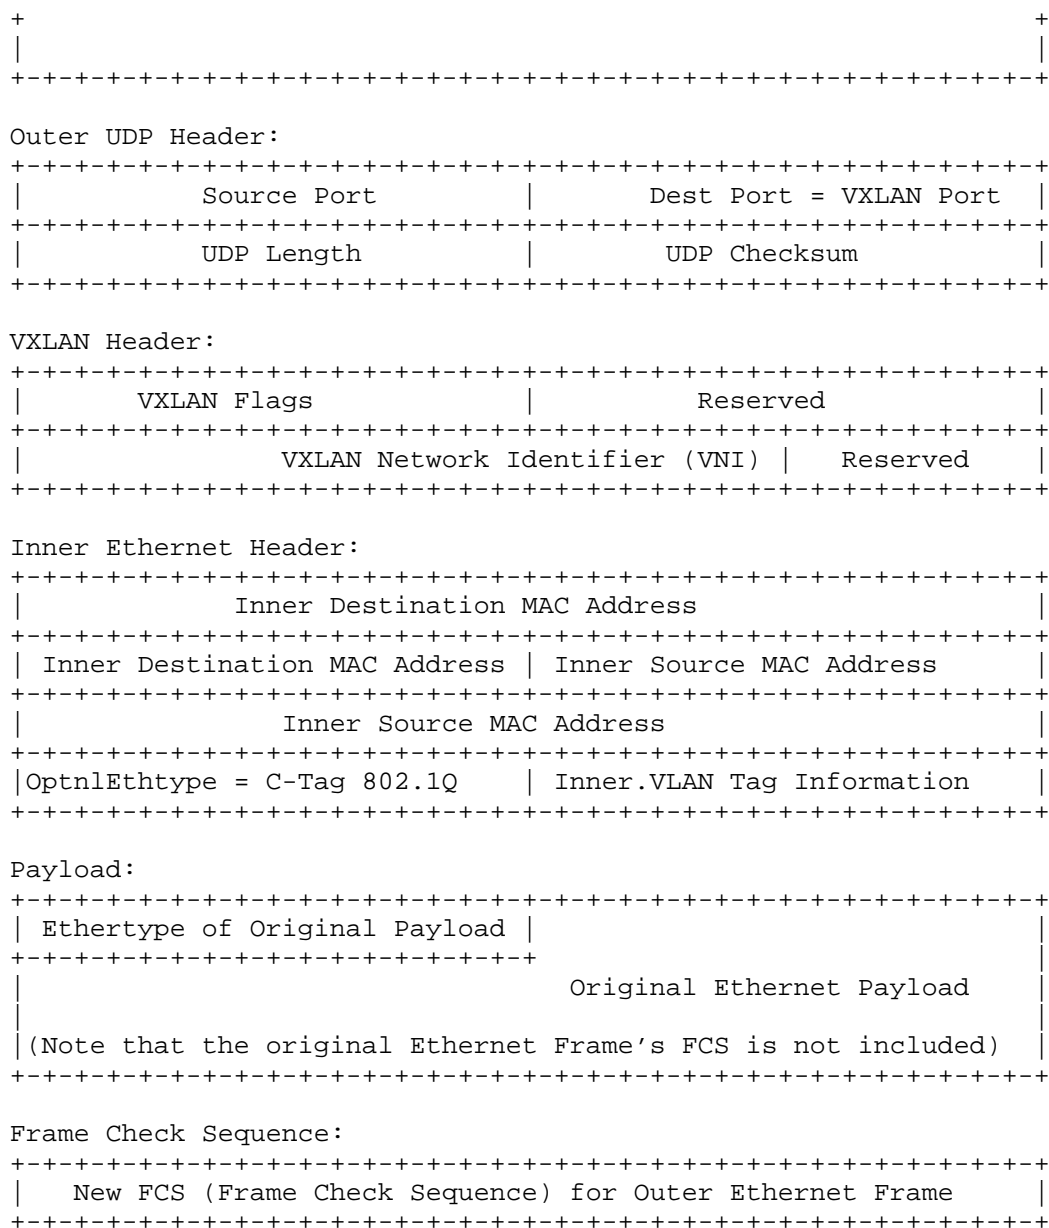 +                                                               +
|                                                               |
+-+-+-+-+-+-+-+-+-+-+-+-+-+-+-+-+-+-+-+-+-+-+-+-+-+-+-+-+-+-+-+-+
Outer UDP Header:
+-+-+-+-+-+-+-+-+-+-+-+-+-+-+-+-+-+-+-+-+-+-+-+-+-+-+-+-+-+-+-+-+
|           Source Port         |       Dest Port = VXLAN Port  |
+-+-+-+-+-+-+-+-+-+-+-+-+-+-+-+-+-+-+-+-+-+-+-+-+-+-+-+-+-+-+-+-+
|           UDP Length          |        UDP Checksum           |
+-+-+-+-+-+-+-+-+-+-+-+-+-+-+-+-+-+-+-+-+-+-+-+-+-+-+-+-+-+-+-+-+
VXLAN Header:
+-+-+-+-+-+-+-+-+-+-+-+-+-+-+-+-+-+-+-+-+-+-+-+-+-+-+-+-+-+-+-+-+
|       VXLAN Flags             |          Reserved             |
+-+-+-+-+-+-+-+-+-+-+-+-+-+-+-+-+-+-+-+-+-+-+-+-+-+-+-+-+-+-+-+-+
|                VXLAN Network Identifier (VNI) |   Reserved    |
+-+-+-+-+-+-+-+-+-+-+-+-+-+-+-+-+-+-+-+-+-+-+-+-+-+-+-+-+-+-+-+-+
Inner Ethernet Header:
+-+-+-+-+-+-+-+-+-+-+-+-+-+-+-+-+-+-+-+-+-+-+-+-+-+-+-+-+-+-+-+-+
|             Inner Destination MAC Address                     |
+-+-+-+-+-+-+-+-+-+-+-+-+-+-+-+-+-+-+-+-+-+-+-+-+-+-+-+-+-+-+-+-+
| Inner Destination MAC Address | Inner Source MAC Address      |
+-+-+-+-+-+-+-+-+-+-+-+-+-+-+-+-+-+-+-+-+-+-+-+-+-+-+-+-+-+-+-+-+
|                Inner Source MAC Address                       |
+-+-+-+-+-+-+-+-+-+-+-+-+-+-+-+-+-+-+-+-+-+-+-+-+-+-+-+-+-+-+-+-+
|OptnlEthtype = C-Tag 802.1Q    | Inner.VLAN Tag Information    |
+-+-+-+-+-+-+-+-+-+-+-+-+-+-+-+-+-+-+-+-+-+-+-+-+-+-+-+-+-+-+-+-+
Payload:
+-+-+-+-+-+-+-+-+-+-+-+-+-+-+-+-+-+-+-+-+-+-+-+-+-+-+-+-+-+-+-+-+
| Ethertype of Original Payload |                               |
+-+-+-+-+-+-+-+-+-+-+-+-+-+-+-+-+                               |
|                                  Original Ethernet Payload    |
|                                                               |
|(Note that the original Ethernet Frame’s FCS is not included)  |
+-+-+-+-+-+-+-+-+-+-+-+-+-+-+-+-+-+-+-+-+-+-+-+-+-+-+-+-+-+-+-+-+
Frame Check Sequence:
+-+-+-+-+-+-+-+-+-+-+-+-+-+-+-+-+-+-+-+-+-+-+-+-+-+-+-+-+-+-+-+-+
|   New FCS (Frame Check Sequence) for Outer Ethernet Frame     |
+-+-+-+-+-+-+-+-+-+-+-+-+-+-+-+-+-+-+-+-+-+-+-+-+-+-+-+-+-+-+-+-+